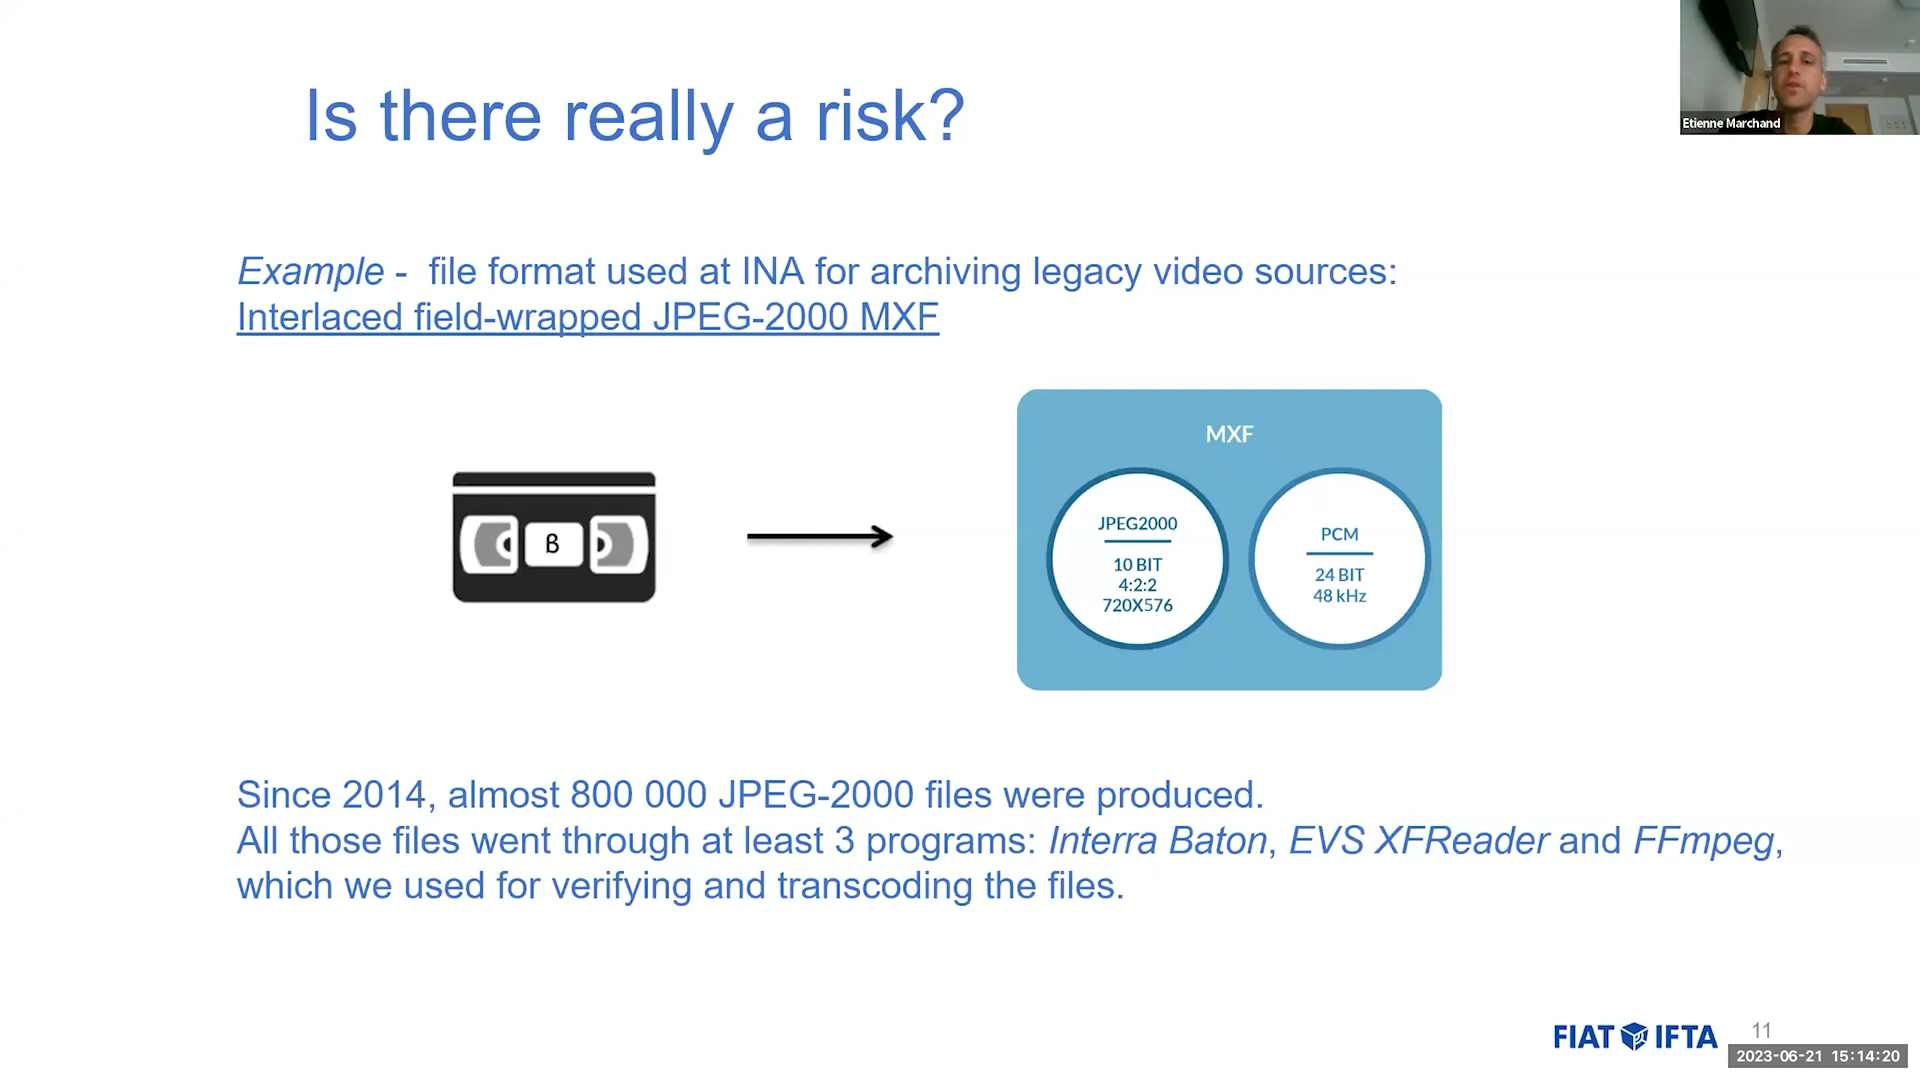 Is there really a risk?
Etienne Marchand
Example -  file format used at INA for archiving legacy video sources:
Interlaced field-wrapped JPEG-2000 MXF
MXF
JPEG2000
10 BIT
4:2:2
720X576
PCM
24 BIT
48 kHz
ß
Since 2014, almost 800 000 JPEG-2000 files were produced.
All those files went through at least 3 programs: Interra Baton, EVS XFReader and FFmpeg,
which we used for verifying and transcoding the files.
FIAT IFTA
11
2023-06-21 15:14:20